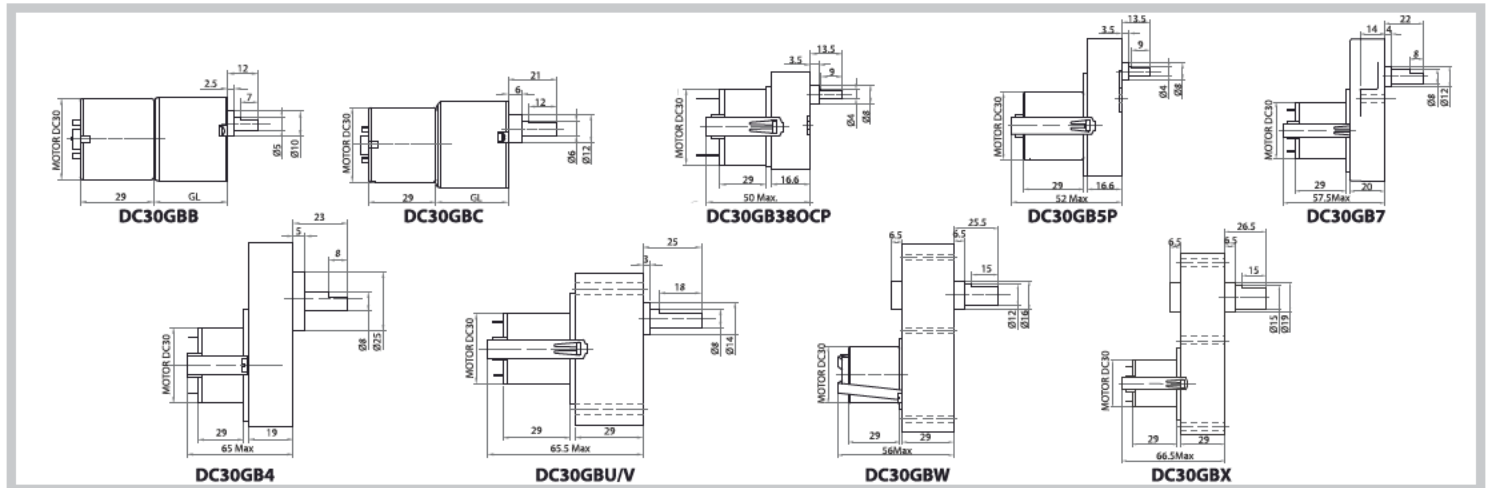 12
2.5
7
MOTOR DC30
Ø5
Ø10
29
GL
DC30GBB
21
6
12
MOTOR DC30
Ø6
Ø12
29
GL
DC30GBC
13.5
3.5
9
MOTOR DC30
Ø4
Ø8
29
16.6
50 Max.
DC30GB38OCP
13.5
3.5
9
MOTOR DC30
Ø4
Ø8
29
16.6
52 Max
DC30GB5P
22
14
4
8
MOTOR DC30
Ø8
Ø12
29
20
57.5Max
DC30GB7
23
5
8
MOTOR DC30
Ø8
Ø25
29
19
65 Max
DC30GB4
25
3
18
MOTOR DC30
Ø8
Ø14
29
29
65.5 Max
DC30GBU/V
25.5
6.5
6.5
15
MOTOR DC30
Ø12
Ø16
29
29
56Max
DC30GBW
26.5
6.5
6.5
15
MOTOR DC30
Ø15
Ø19
29
29
66.5Max
DC30GBX